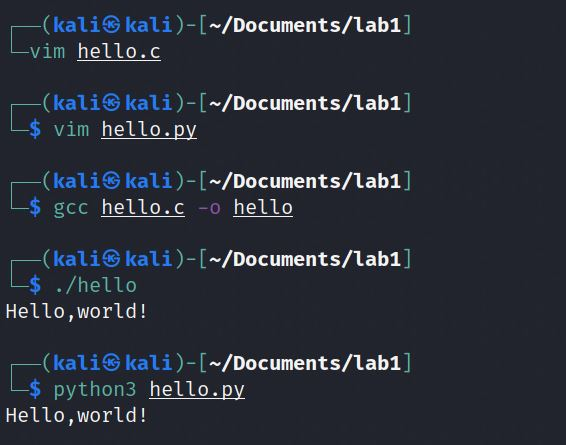 ┌──(kali㉿kali)-[~/Documents/lab1]
└─vim hello.c
┌──(kali㉿kali)-[~/Documents/lab1]
└─$ vim hello.py
┌──(kali㉿kali)-[~/Documents/lab1]
└─$ gcc hello.c -o hello
┌──(kali㉿kali)-[~/Documents/lab1]
└─$ ./hello
Hello,world!
┌──(kali㉿kali)-[~/Documents/lab1]
└─$ python3 hello.py
Hello,world!